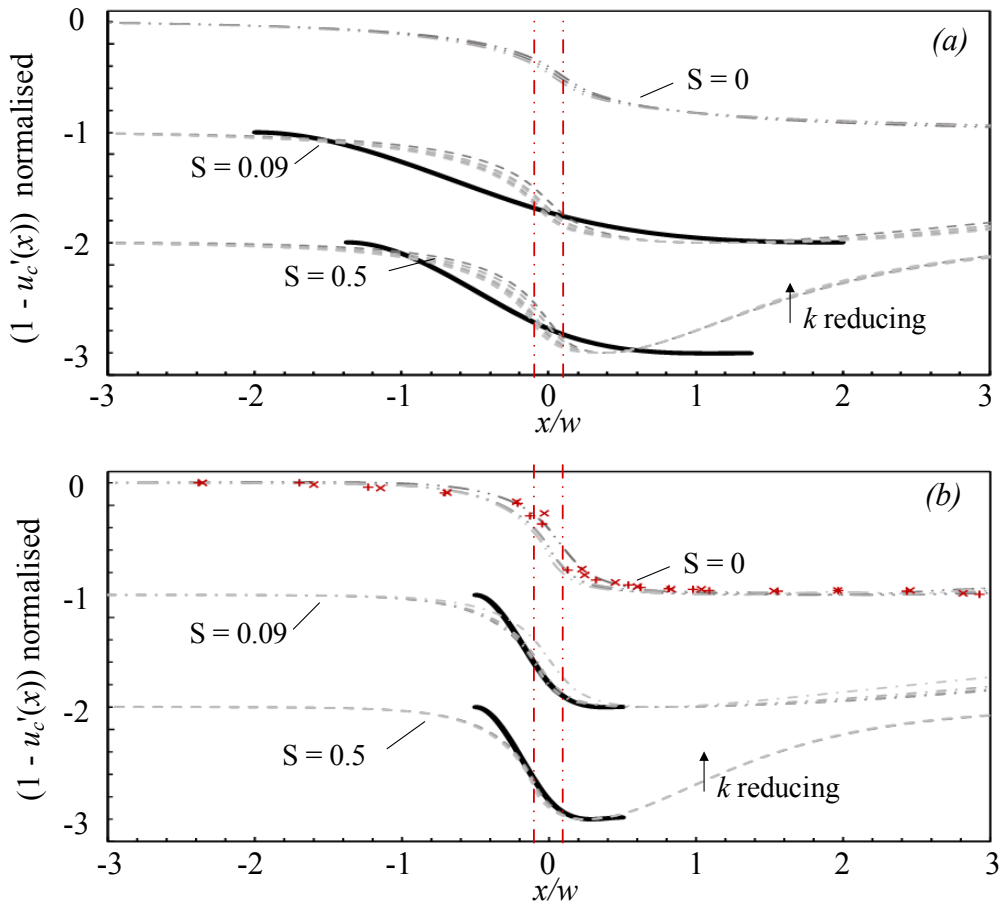 0
(a)
S = 0
-1
S = 0.09
-2
S = 0.5
k reducing
-3
-3 -2 -1 0 1 2 3
x/w
(1 - u_c'(x)) normalised
0
(b)
S = 0
-1
S = 0.09
-2
S = 0.5
k reducing
-3
-3 -2 -1 0 1 2 3
x/w
(1 - u_c'(x)) normalised